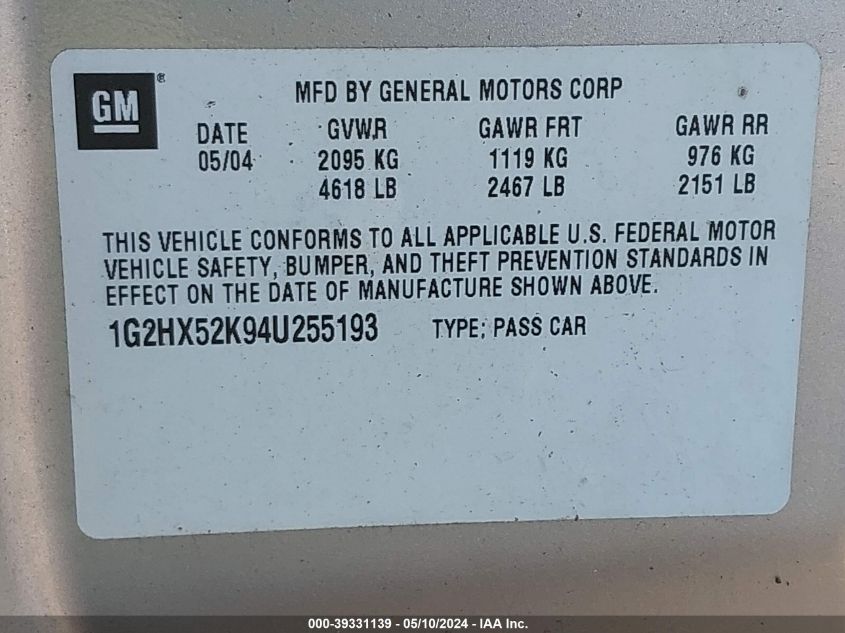 GM®
MFD BY GENERAL MOTORS CORP
DATE GVWR GAWR FRT GAWR RR
05/04 2095 KG 1119 KG 976 KG
4618 LB 2467 LB 2151 LB
THIS VEHICLE CONFORMS TO ALL APPLICABLE U.S. FEDERAL MOTOR
VEHICLE SAFETY, BUMPER, AND THEFT PREVENTION STANDARDS IN
EFFECT ON THE DATE OF MANUFACTURE SHOWN ABOVE.
1G2HX52K94U255193 TYPE: PASS CAR
000-39331139 - 05/10/2024 - IAA Inc.